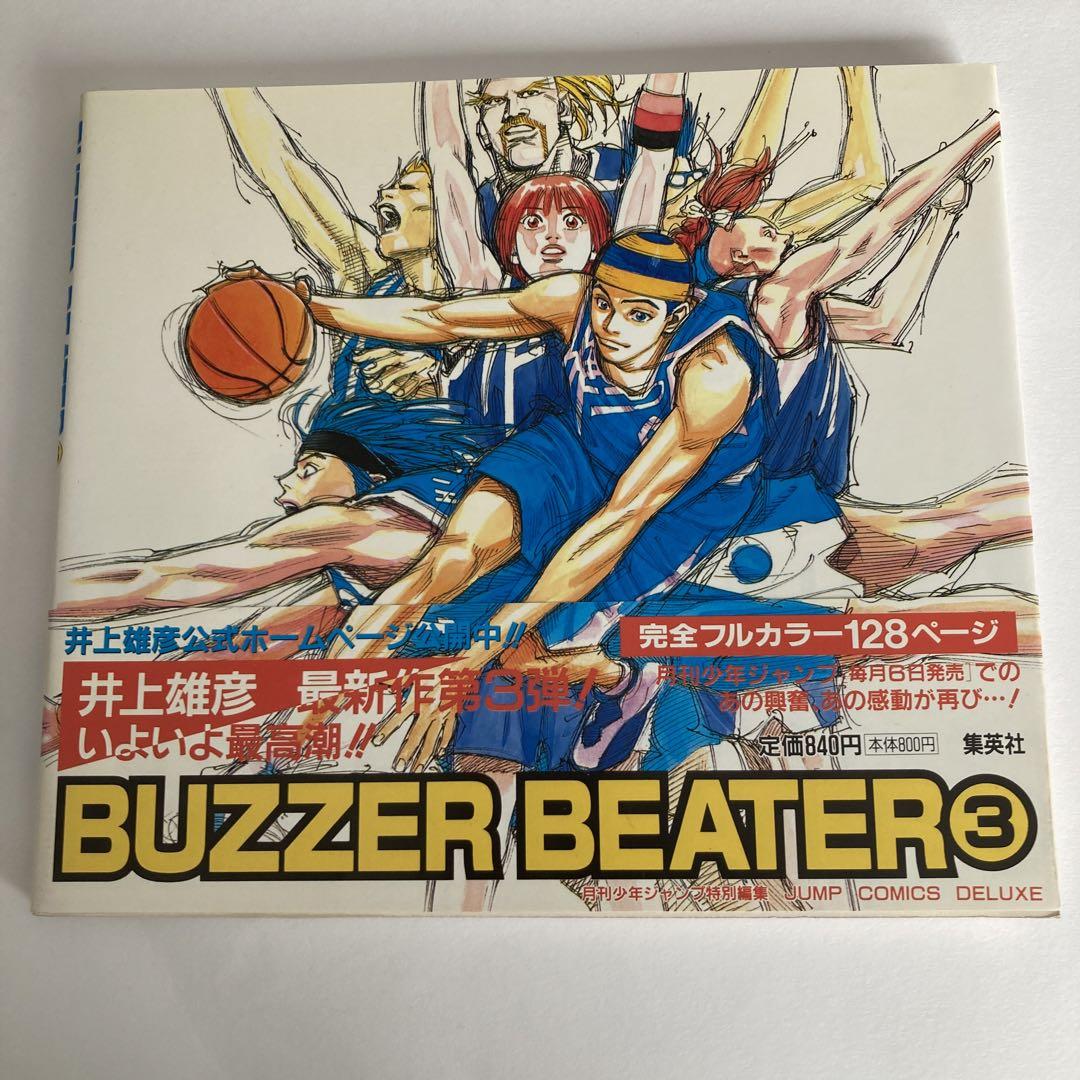 井上雄彦公式ホームページ公開中!!
完全フルカラー128ページ
井上雄彦 最新作第3弾!
いよいよ最高潮!!
月刊少年ジャンプ[毎月6日発売]での
あの興奮、あの感動が再び…!
定価840円 本体800円 集英社
BUZZER BEATER③
月刊少年ジャンプ特別編集 JUMP COMICS DELUXE